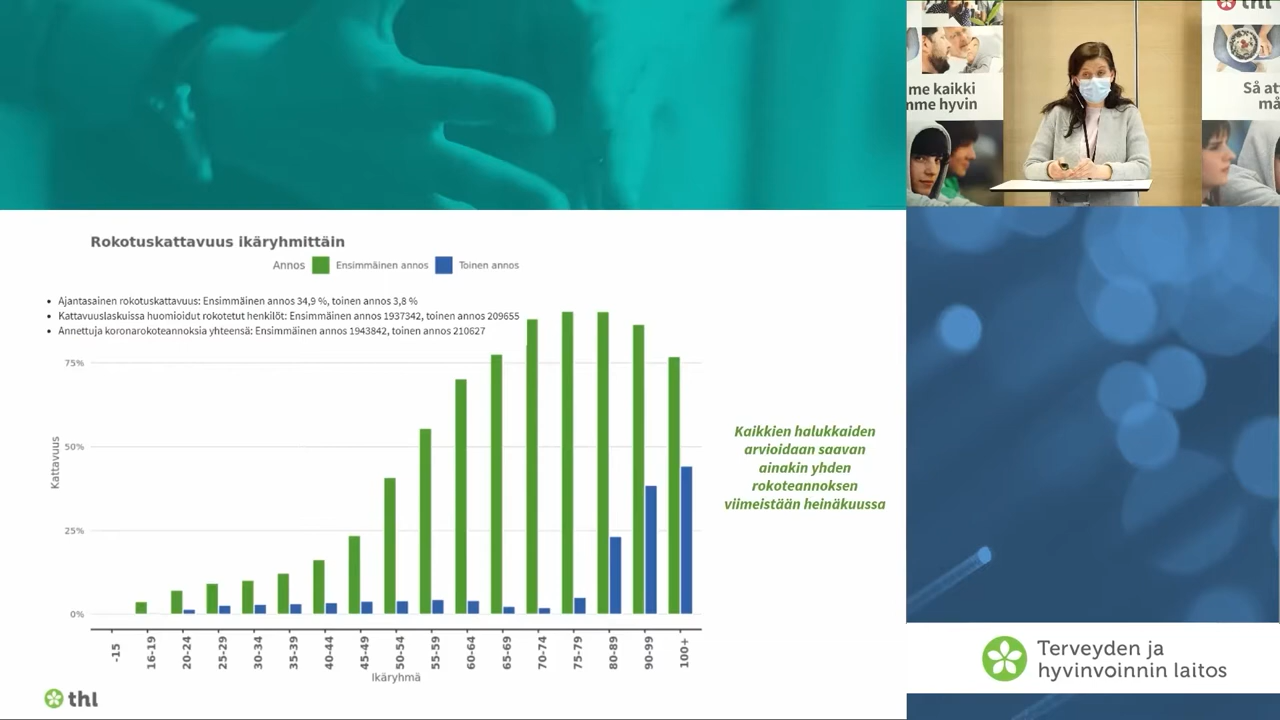 thl
me kaikki
mme hyvin
Så at
må
Rokotuskattavuus ikäryhmittäin
Annos Ensimmäinen annos Toinen annos
• Ajantasainen rokotuskattavuus: Ensimmäinen annos 34,9 %, toinen annos 3,8 %
• Kattavuuslaskuissa huomioidut rokotetut henkilöt: Ensimmäinen annos 1937342, toinen annos 209655
• Annettuja koronarokoteannoksia yhteensä: Ensimmäinen annos 1943842, toinen annos 210627
75%
50%
25%
0%
Kattavuus
-15 16-19 20-24 25-29 30-34 35-39 40-44 45-49 50-54 55-59 60-64 65-69 70-74 75-79 80-89 90-99 100+
Ikäryhmä
Kaikkien halukkaiden
arvioidaan saavan
ainakin yhden
rokoteannoksen
viimeistään heinäkuussa
thl
Terveyden ja
hyvinvoinnin laitos